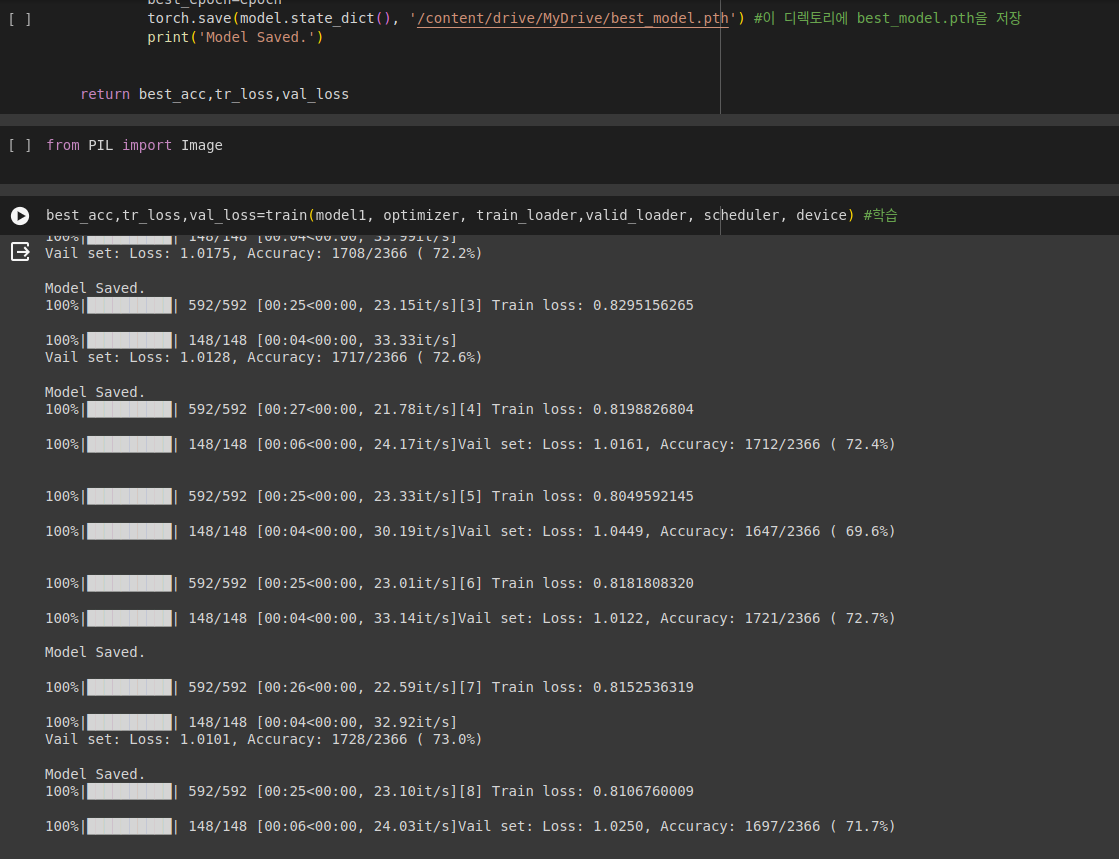 best_epoch=epoch
[ ] torch.save(model.state_dict(), '/content/drive/MyDrive/best_model.pth') #이 디렉토리에 best_model.pth을 저장
print('Model Saved.')
return best_acc,tr_loss,val_loss
[ ] from PIL import Image
best_acc,tr_loss,val_loss=train(model1, optimizer, train_loader,valid_loader, scheduler, device) #학습
100%|██████████| 148/148 [00:04<00:00, 33.99it/s]
Vail set: Loss: 1.0175, Accuracy: 1708/2366 ( 72.2%)
Model Saved.
100%|██████████| 592/592 [00:25<00:00, 23.15it/s][3] Train loss: 0.8295156265
100%|██████████| 148/148 [00:04<00:00, 33.33it/s]
Vail set: Loss: 1.0128, Accuracy: 1717/2366 ( 72.6%)
Model Saved.
100%|██████████| 592/592 [00:27<00:00, 21.78it/s][4] Train loss: 0.8198826804
100%|██████████| 148/148 [00:06<00:00, 24.17it/s]Vail set: Loss: 1.0161, Accuracy: 1712/2366 ( 72.4%)
100%|██████████| 592/592 [00:25<00:00, 23.33it/s][5] Train loss: 0.8049592145
100%|██████████| 148/148 [00:04<00:00, 30.19it/s]Vail set: Loss: 1.0449, Accuracy: 1647/2366 ( 69.6%)
100%|██████████| 592/592 [00:25<00:00, 23.01it/s][6] Train loss: 0.8181808320
100%|██████████| 148/148 [00:04<00:00, 33.14it/s]Vail set: Loss: 1.0122, Accuracy: 1721/2366 ( 72.7%)
Model Saved.
100%|██████████| 592/592 [00:26<00:00, 22.59it/s][7] Train loss: 0.8152536319
100%|██████████| 148/148 [00:04<00:00, 32.92it/s]
Vail set: Loss: 1.0101, Accuracy: 1728/2366 ( 73.0%)
Model Saved.
100%|██████████| 592/592 [00:25<00:00, 23.10it/s][8] Train loss: 0.8106760009
100%|██████████| 148/148 [00:06<00:00, 24.03it/s]Vail set: Loss: 1.0250, Accuracy: 1697/2366 ( 71.7%)